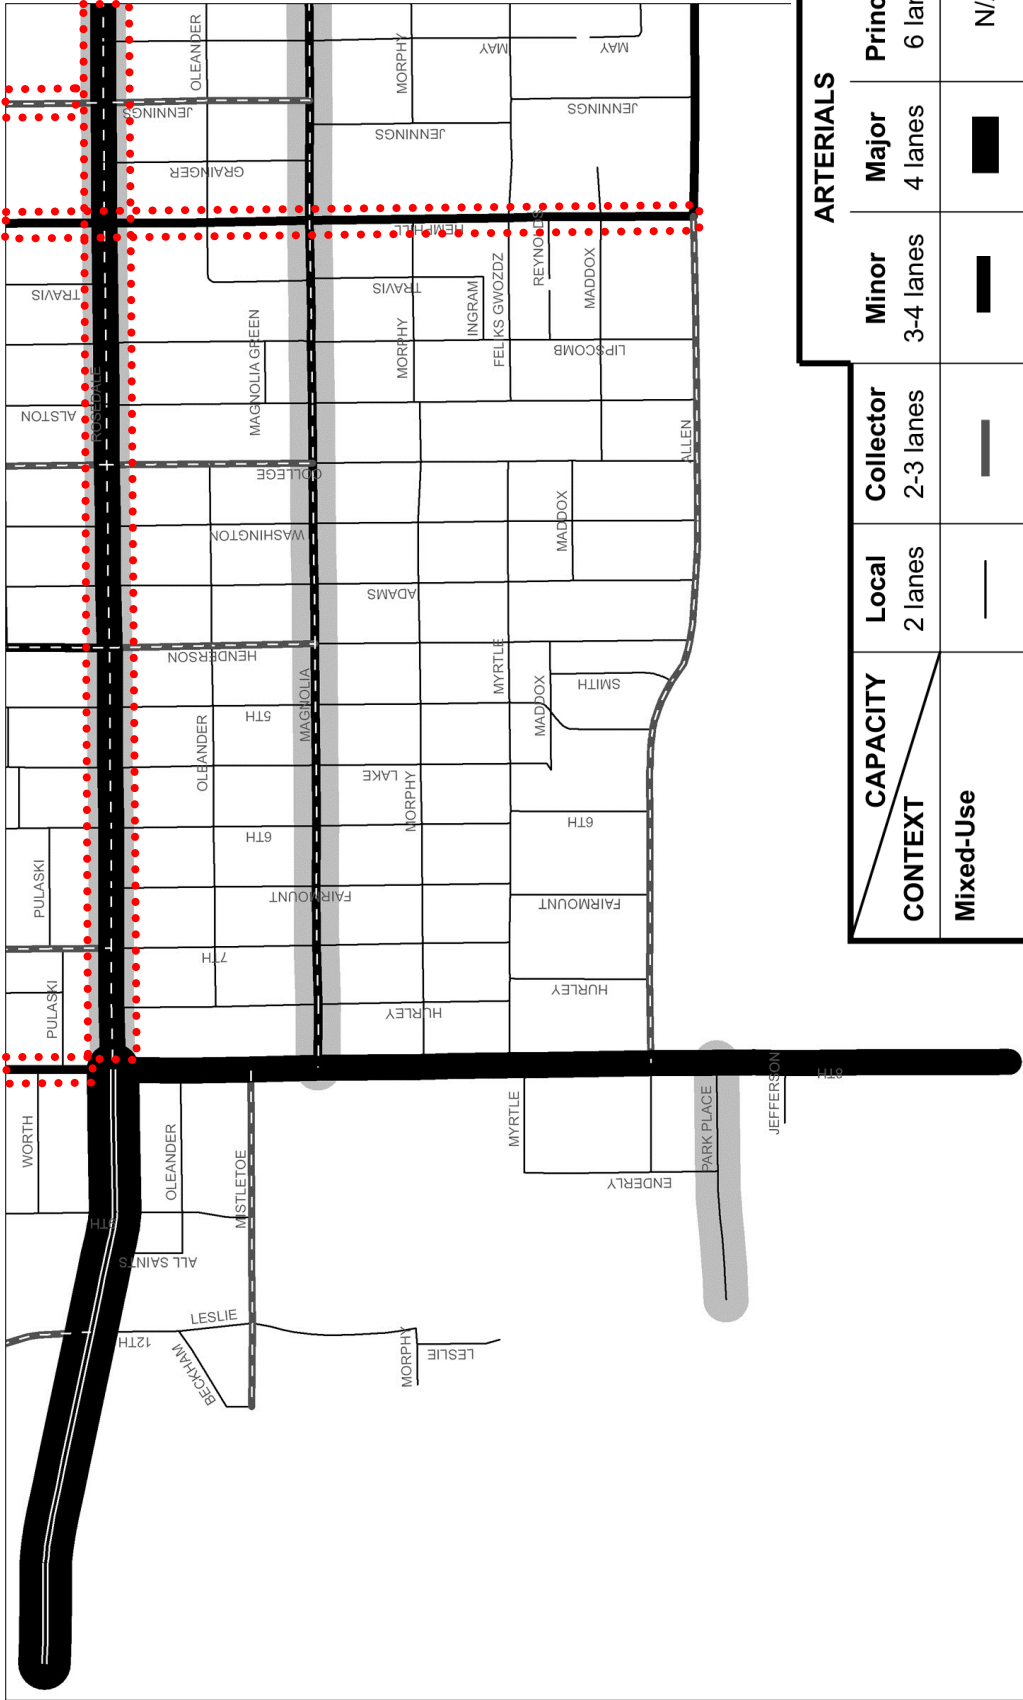 OLEANDER
MORPHY
MAY
MAY
JENNINGS
JENNINGS
JENNINGS
GRAINGER
HEMPHILL
REYNOLDS
TRAVIS
TRAVIS
INGRAM
FELIKS GWOZDZ
MADDOX
MAGNOLIA GREEN
MORPHY
LIPSCOMB
ROSEDALE
ALSTON
COLLEGE
ALLEN
WASHINGTON
MADDOX
ADAMS
HENDERSON
MYRTLE
SMITH
MAGNOLIA
5TH
OLEANDER
MADDOX
LAKE
MORPHY
6TH
6TH
PULASKI
FAIRMOUNT
FAIRMOUNT
7TH
PULASKI
HURLEY
HURLEY
8TH
WORTH
OLEANDER
MISTLETOE
MYRTLE
PARK PLACE
JEFFERSON
ENDERLY
9TH
ALL SAINTS
12TH
LESLIE
BECKHAM
MORPHY
LESLIE
ARTERIALS
CAPACITY
CONTEXT
Local
2 lanes
Collector
2-3 lanes
Minor
3-4 lanes
Major
4 lanes
Princ
6 lan
Mixed-Use
N/